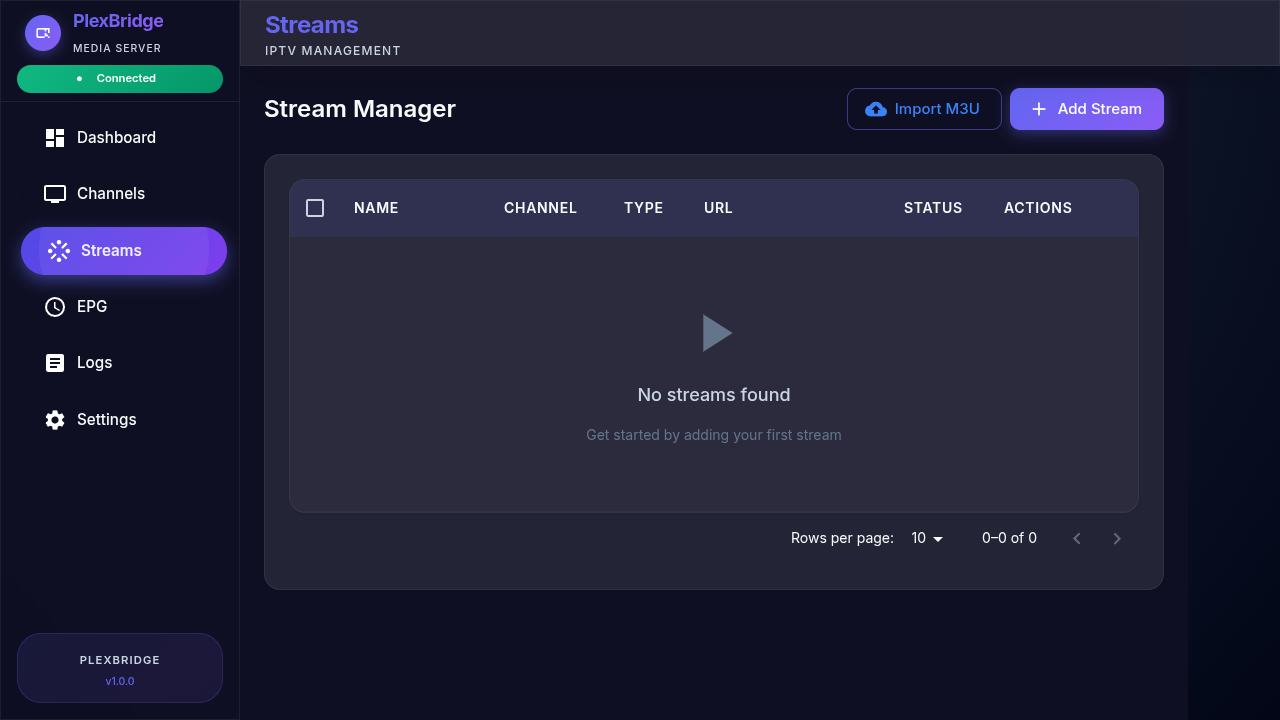 PlexBridge
MEDIA SERVER
Connected
Dashboard
Channels
Streams
EPG
Logs
Settings
PLEXBRIDGE
v1.0.0
Streams
IPTV MANAGEMENT
Stream Manager
Import M3U
Add Stream
NAME CHANNEL TYPE URL STATUS ACTIONS
No streams found
Get started by adding your first stream
Rows per page: 10 0–0 of 0